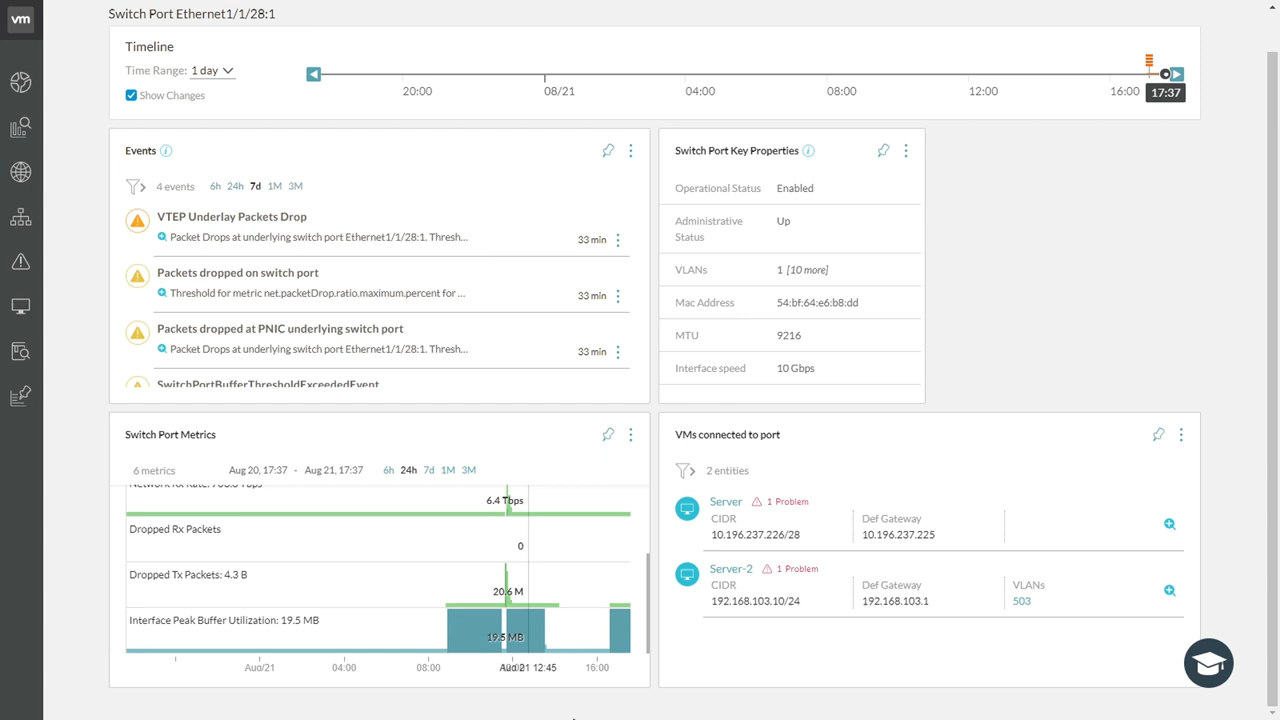 vm
Switch Port Ethernet1/1/28:1
Timeline
Time Range: 1 day
Show Changes
20:00 08/21 04:00 08:00 12:00 16:00 17:37
Events
4 events 6h 24h 7d 1M 3M
VTEP Underlay Packets Drop
Packet Drops at underlying switch port Ethernet1/1/28:1. Thresh...
33 min
Packets dropped on switch port
Threshold for metric net.packetDrop.ratio.maximum.percent for ...
33 min
Packets dropped at PNIC underlying switch port
Packet Drops at underlying switch port Ethernet1/1/28:1. Thresh...
33 min
SwitchPortBufferThresholdExceededEvent
Switch Port Key Properties
Operational Status Enabled
Administrative Status Up
VLANs 1 [10 more]
Mac Address 54:bf:64:e6:b8:dd
MTU 9216
Interface speed 10 Gbps
Switch Port Metrics
6 metrics Aug 20, 17:37 - Aug 21, 17:37 6h 24h 7d 1M 3M
Network Rx Rate:
6.4 Tbps
Dropped Rx Packets
0
Dropped Tx Packets: 4.3 B
20.6 M
Interface Peak Buffer Utilization: 19.5 MB
19.5 MB
Aug/21 04:00 08:00 Aug 21 12:45 16:00
VMs connected to port
2 entities
Server 1 Problem
CIDR Def Gateway
10.196.237.226/28 10.196.237.225
Server-2 1 Problem
CIDR Def Gateway VLANs
192.168.103.10/24 192.168.103.1 503